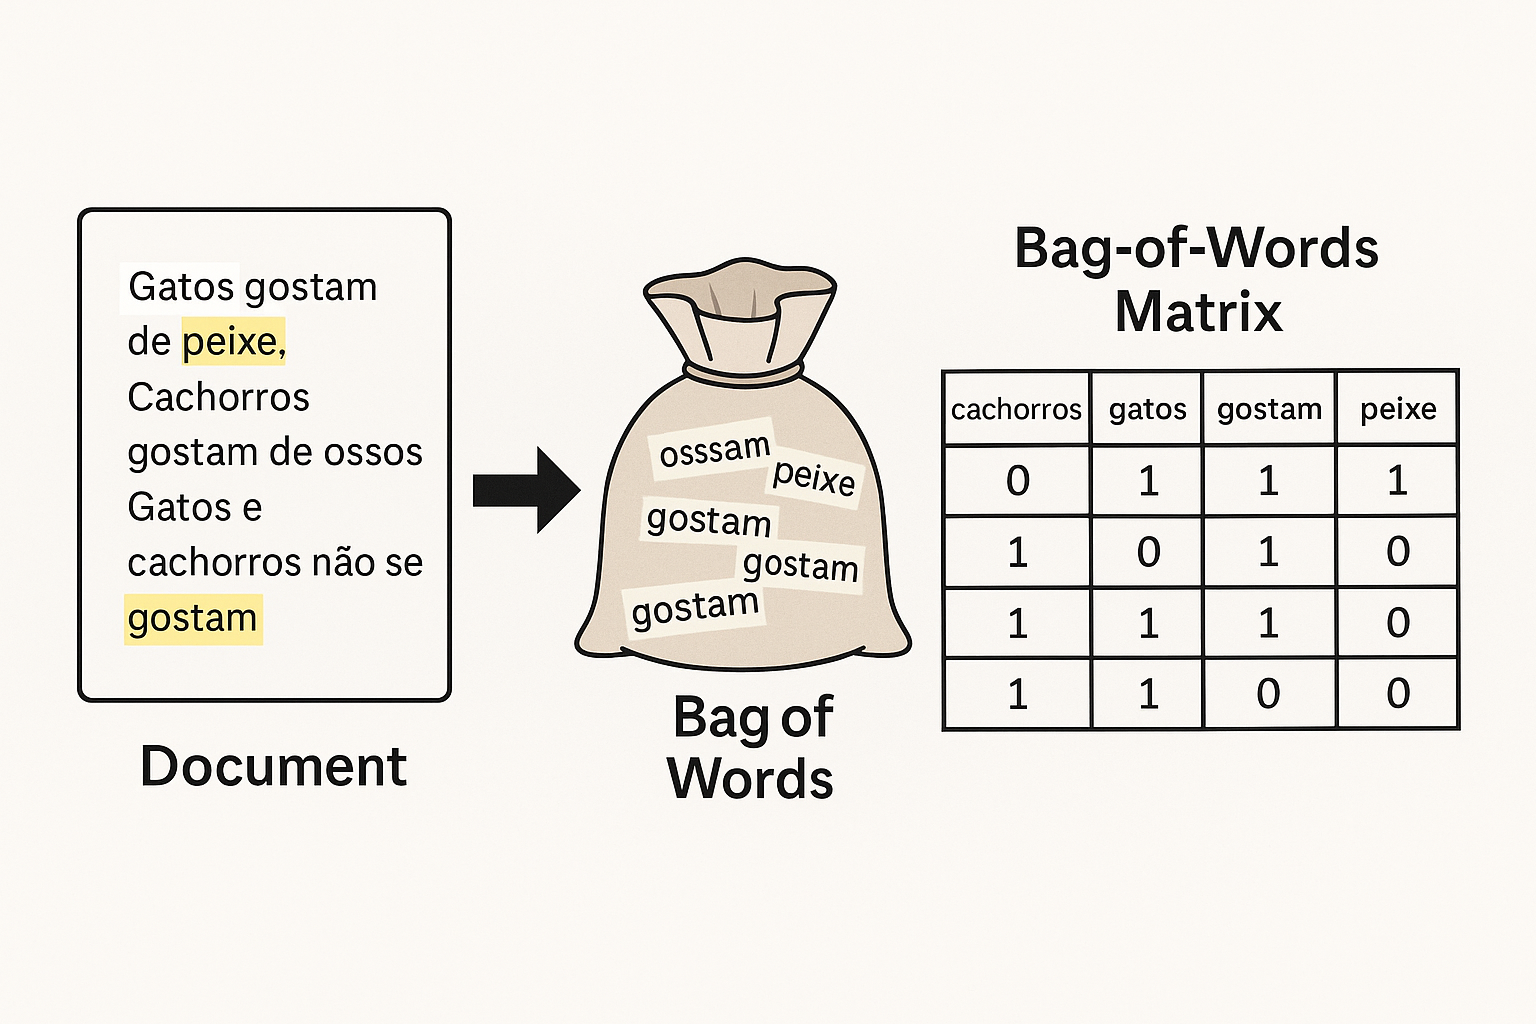 Gatos gostam
de peixe,
Cachorros
gostam de ossos
Gatos e
cachorros não se
gostam
Document
osssam
peixe
gostam
gostam
gostam
Bag of
Words
Bag-of-Words
Matrix
cachorros gatos gostam peixe
0 1 1 1
1 0 1 0
1 1 1 0
1 1 0 0